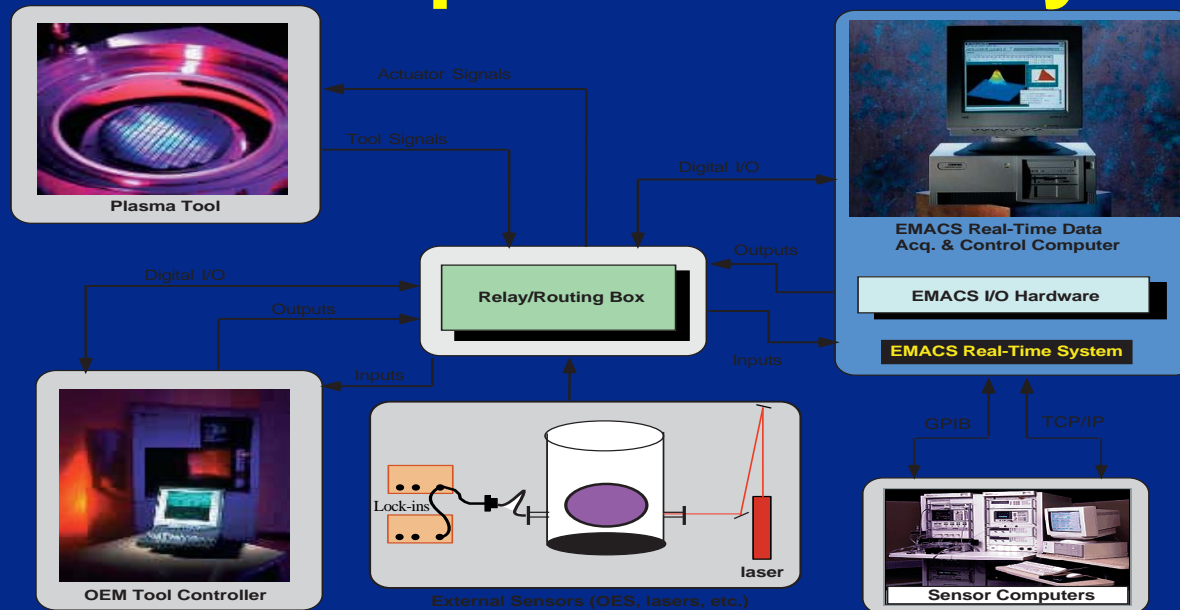 Actuator Signals
Tool Signals
Plasma Tool
Digital I/O
EMACS Real-Time Data
Acq. & Control Computer
Outputs
EMACS I/O Hardware
EMACS Real-Time System
Relay/Routing Box
Digital I/O
Outputs
Inputs
Inputs
GPIB
TCP/IP
Lock-ins
laser
OEM Tool Controller
External Sensors (OES, lasers, etc.)
Sensor Computers